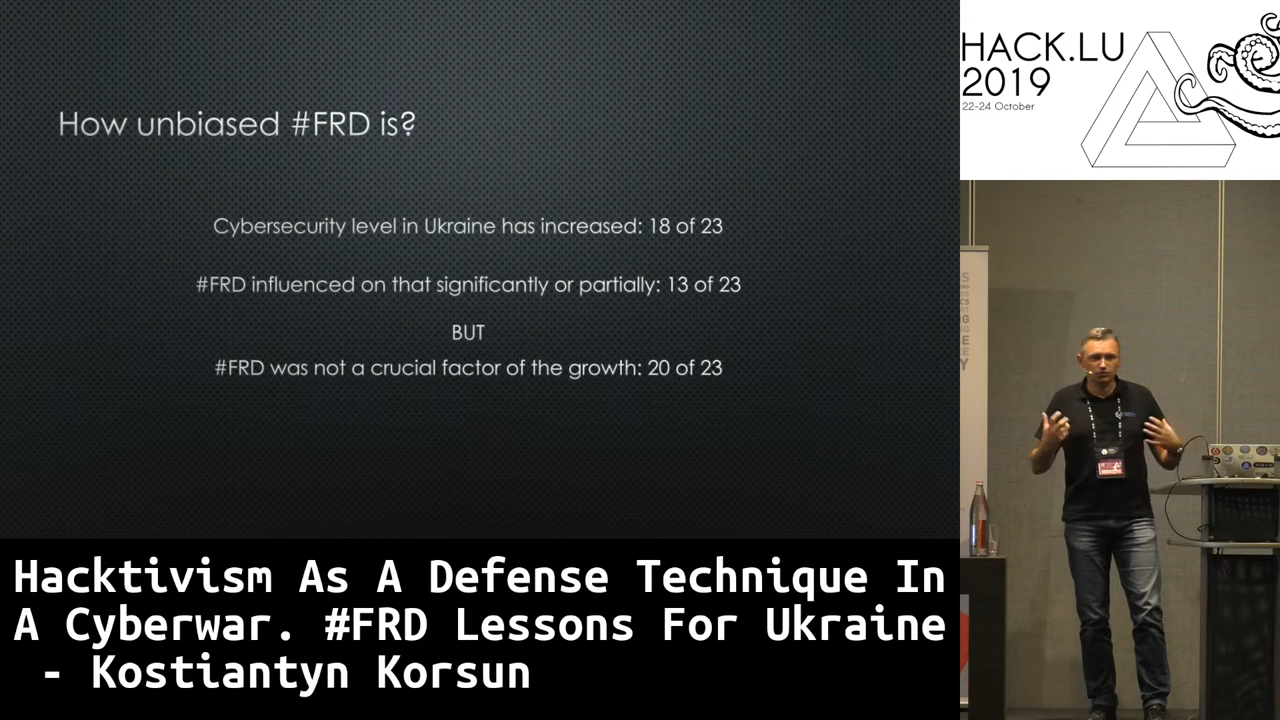 How unbiased #FRD is?
Cybersecurity level in Ukraine has increased: 18 of 23
#FRD influenced on that significantly or partially: 13 of 23
BUT
#FRD was not a crucial factor of the growth: 20 of 23
HACK.LU
2019
22-24 October
Hacktivism As A Defense Technique In
A Cyberwar. #FRD Lessons For Ukraine
- Kostiantyn Korsun